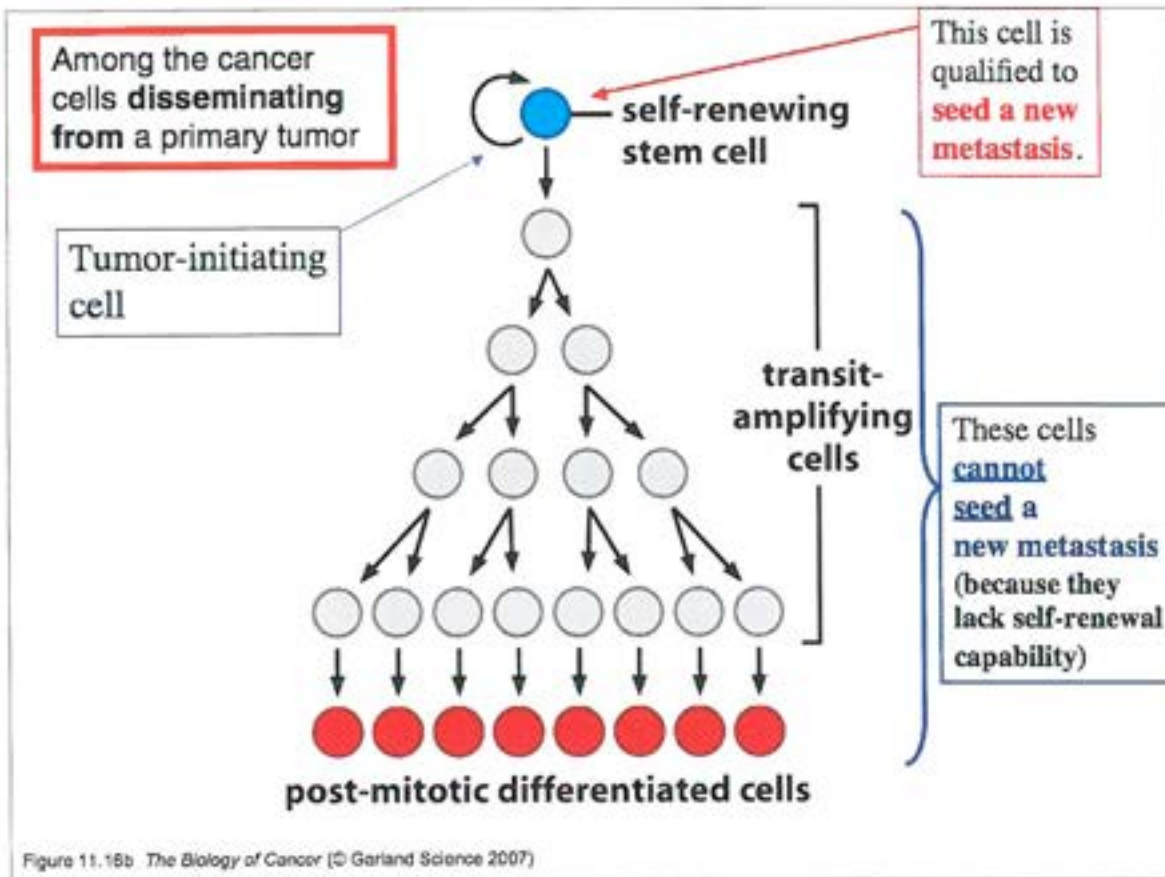 Among the cancer
cells disseminating
from a primary tumor
This cell is
qualified to
seed a new
metastasis.
self-renewing
stem cell
Tumor-initiating
cell
transit-
amplifying
cells
These cells
cannot
seed a
new metastasis
(because they
lack self-renewal
capability)
post-mitotic differentiated cells
Figure 11.16b The Biology of Cancer (© Garland Science 2007)